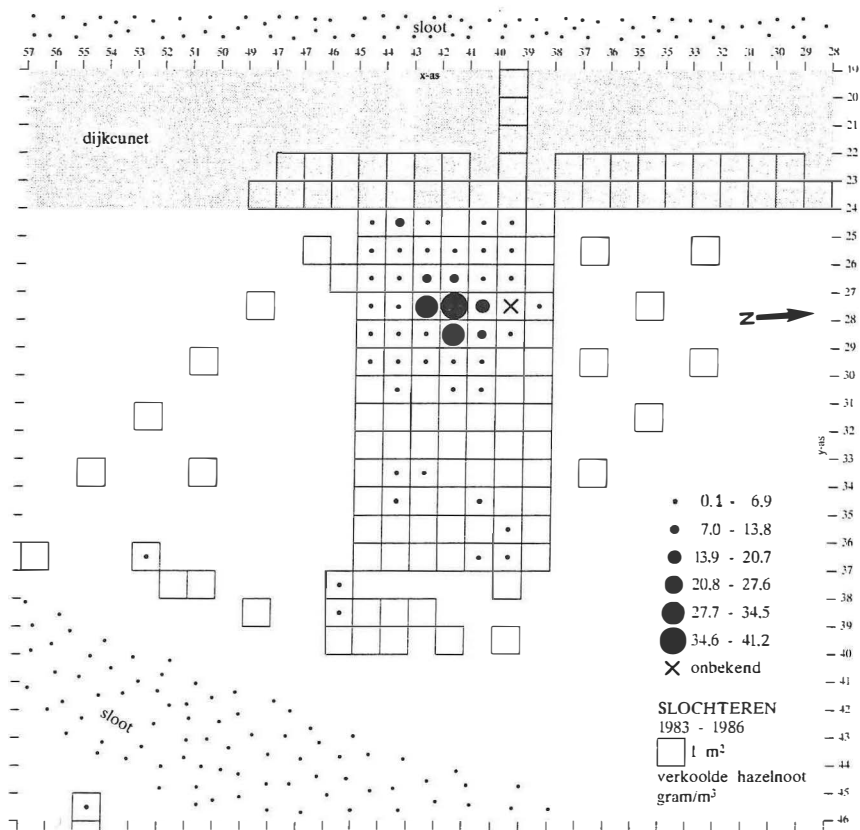 sloot
57 56 55 54 53 52 51 50 49 48 47 46 45 44 43 42 41 40 39 38 37 36 35 34 33 32 31 30 29 28
x-as
19
20
21
dijkcunet
22
23
24
25
26
27
N
28
29
30
31
32
y-as
33
34
0.1 - 6.9
35
7.0 - 13.8
36
13.9 - 20.7
37
20.8 - 27.6
38
27.7 - 34.5
39
34.6 - 41.2
40
onbekend
41
SLOCHTEREN
42
1983 - 1986
43
sloot
1 m²
44
verkoolde hazelnoot
gram/m³
45
46